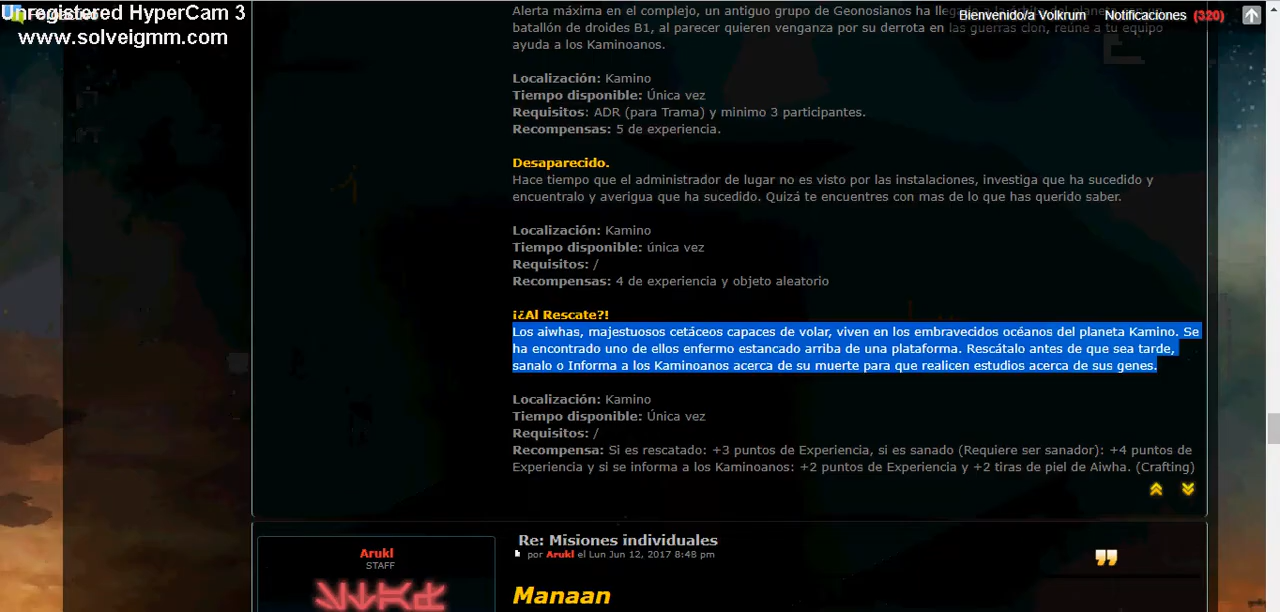 Unregistered HyperCam 3
www.solveigmm.com
Bienvenido/a Volkrum Notificaciones (320)
Alerta máxima en el complejo, un antiguo grupo de Geonosianos ha
batallón de droides B1, al parecer quieren venganza por su derrota en las guerras clon, reúne a tu equipo
ayuda a los Kaminoanos.
Localización: Kamino
Tiempo disponible: Única vez
Requisitos: ADR (para Trama) y minimo 3 participantes.
Recompensas: 5 de experiencia.
Desaparecido.
Hace tiempo que el administrador de lugar no es visto por las instalaciones, investiga que ha sucedido y
encuentralo y averigua que ha sucedido. Quizá te encuentres con mas de lo que has querido saber.
Localización: Kamino
Tiempo disponible: única vez
Requisitos: /
Recompensas: 4 de experiencia y objeto aleatorio
¡¿Al Rescate?!
Los aiwhas, majestuosos cetáceos capaces de volar, viven en los embravecidos océanos del planeta Kamino. Se
ha encontrado uno de ellos enfermo estancado arriba de una plataforma. Rescátalo antes de que sea tarde,
sanalo o Informa a los Kaminoanos acerca de su muerte para que realicen estudios acerca de sus genes.
Localización: Kamino
Tiempo disponible: Única vez
Requisitos: /
Recompensa: Si es rescatado: +3 puntos de Experiencia, si es sanado (Requiere ser sanador): +4 puntos de
Experiencia y si se informa a los Kaminoanos: +2 puntos de Experiencia y +2 tiras de piel de Aiwha. (Crafting)
Re: Misiones individuales
por Arukl el Lun Jun 12, 2017 8:48 pm
Arukl
STAFF
Manaan